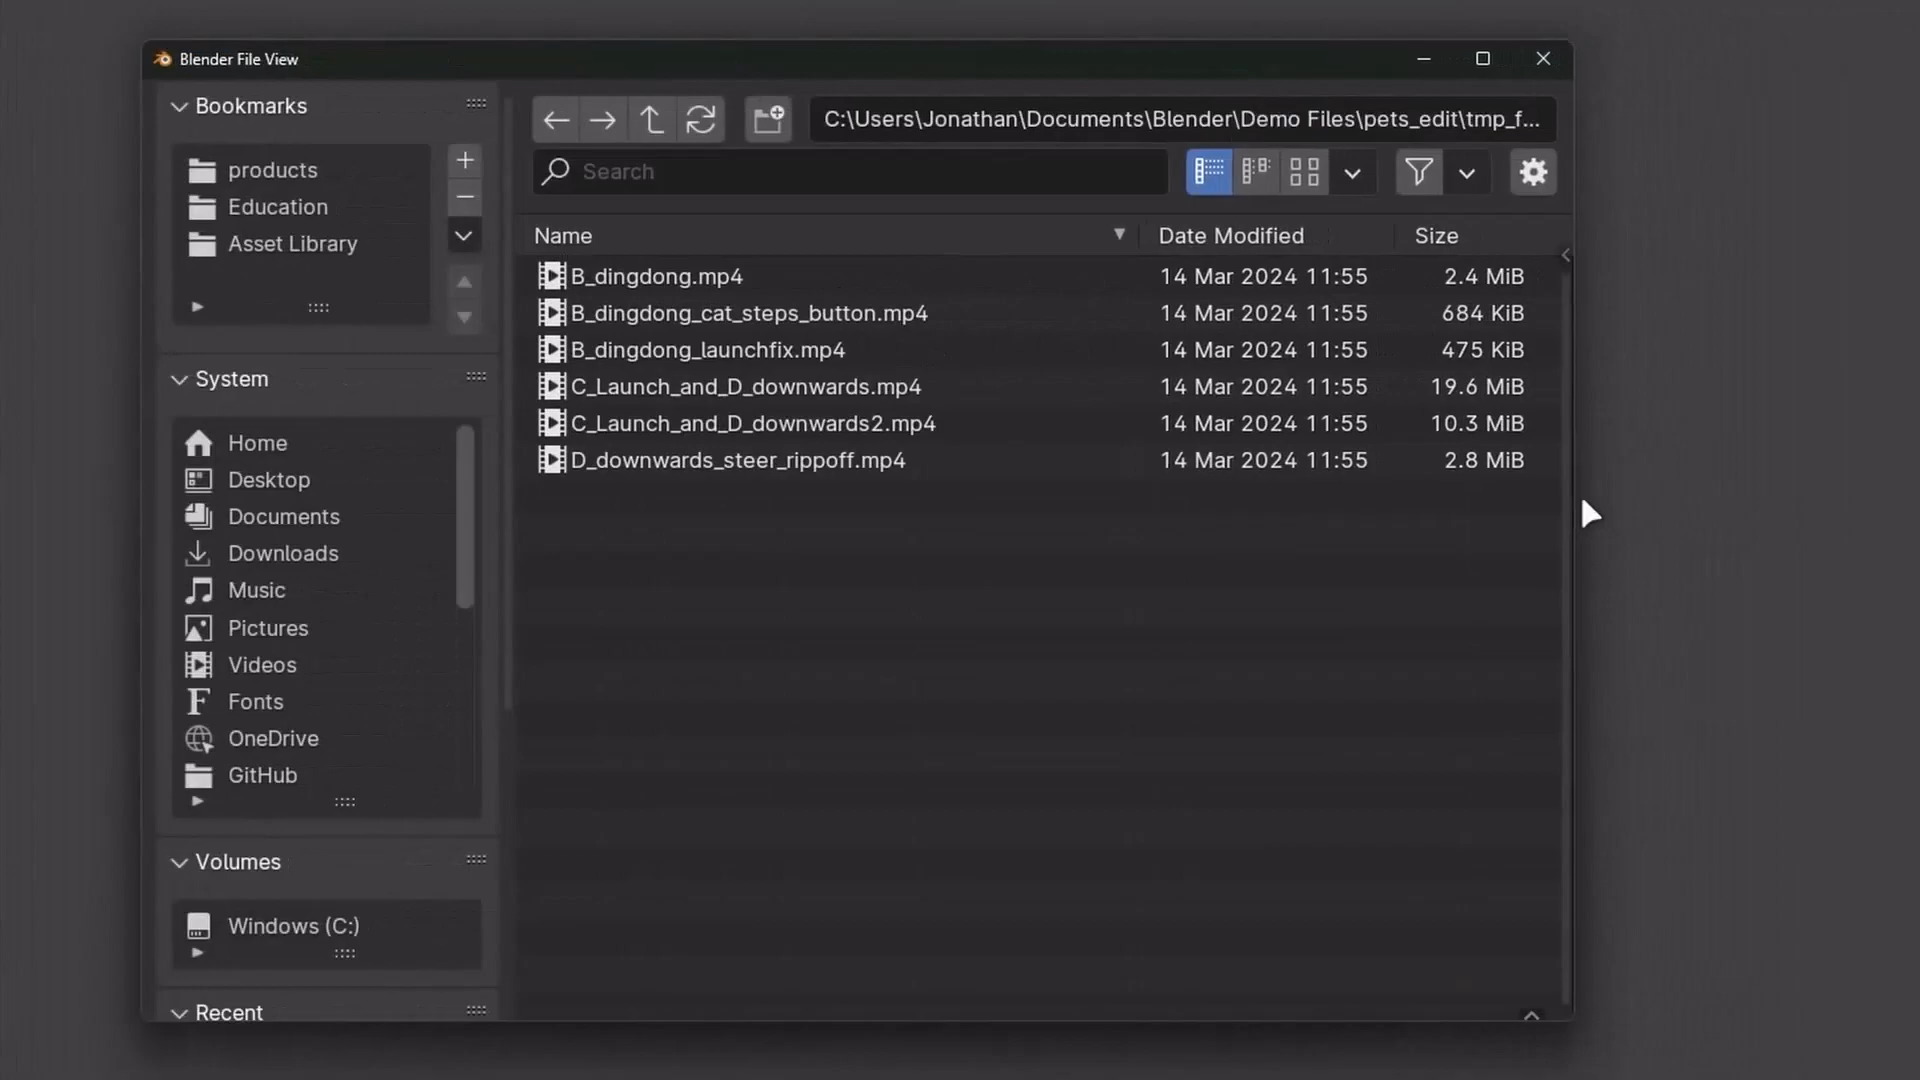 Blender File View
Bookmarks
products
Education
Asset Library
System
Home
Desktop
Documents
Downloads
Music
Pictures
Videos
Fonts
OneDrive
GitHub
Volumes
Windows (C:)
Recent
C:\Users\Jonathan\Documents\Blender\Demo Files\pets_edit\tmp_f...
Search
Name Date Modified Size
B_dingdong.mp4 14 Mar 2024 11:55 2.4 MiB
B_dingdong_cat_steps_button.mp4 14 Mar 2024 11:55 684 KiB
B_dingdong_launchfix.mp4 14 Mar 2024 11:55 475 KiB
C_Launch_and_D_downwards.mp4 14 Mar 2024 11:55 19.6 MiB
C_Launch_and_D_downwards2.mp4 14 Mar 2024 11:55 10.3 MiB
D_downwards_steer_rippoff.mp4 14 Mar 2024 11:55 2.8 MiB